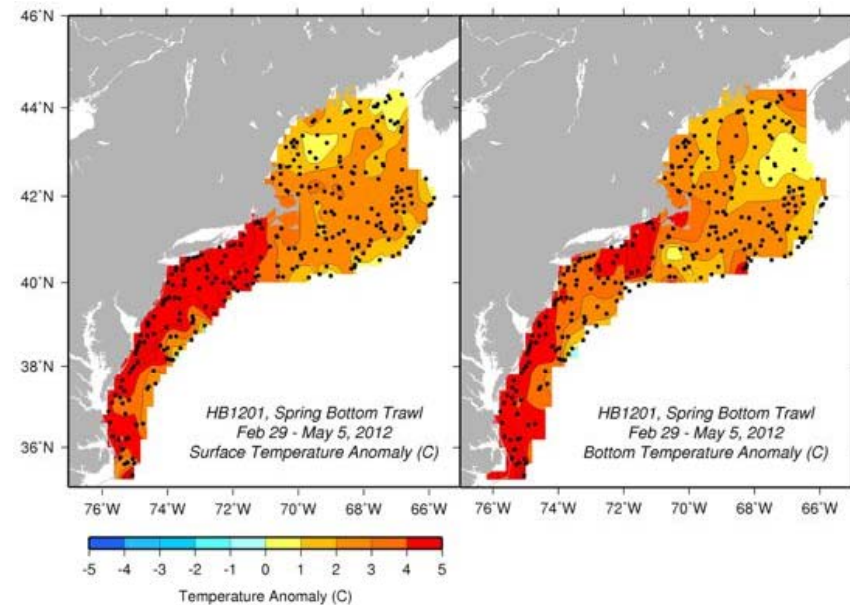 46˚N
44˚N
42˚N
40˚N
38˚N
36˚N
HB1201, Spring Bottom Trawl
Feb 29 - May 5, 2012
Surface Temperature Anomaly (C)
HB1201, Spring Bottom Trawl
Feb 29 - May 5, 2012
Bottom Temperature Anomaly (C)
76˚W 74˚W 72˚W 70˚W 68˚W 66˚W
76˚W 74˚W 72˚W 70˚W 68˚W 66˚W
-5 -4 -3 -2 -1 0 1 2 3 4 5
Temperature Anomaly (C)